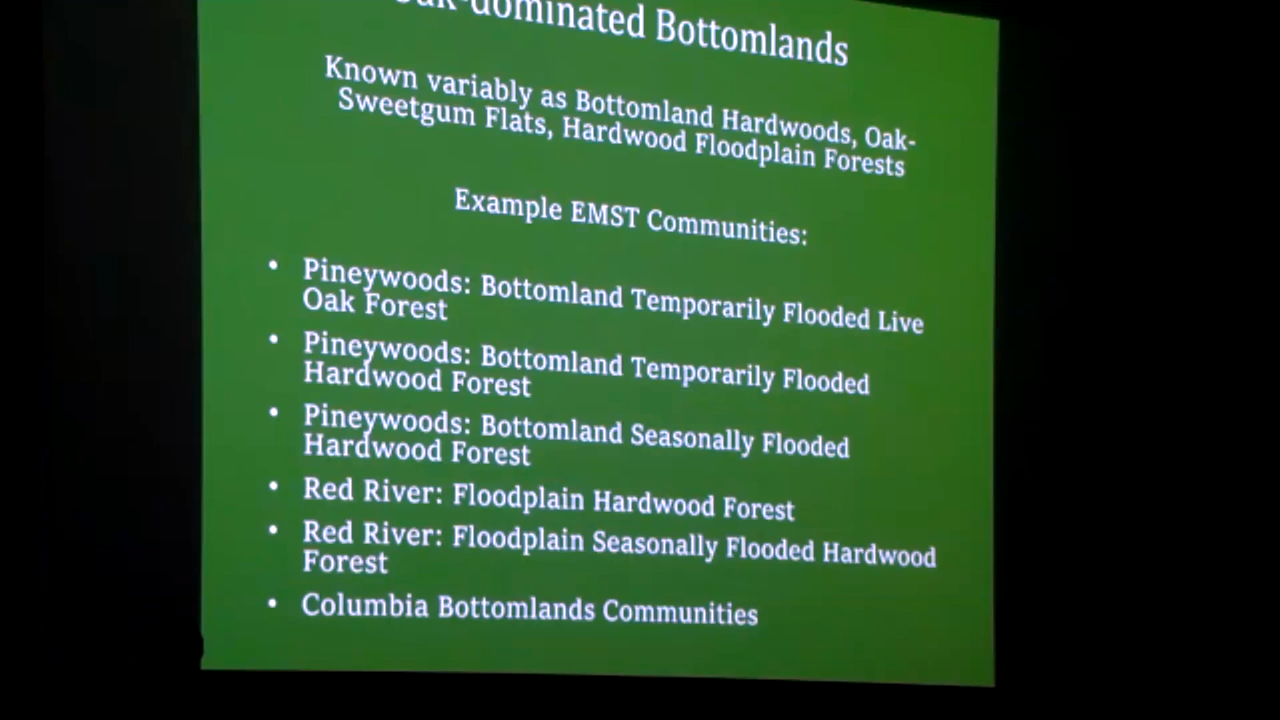 Oak-dominated Bottomlands
Known variably as Bottomland Hardwoods, Oak-
Sweetgum Flats, Hardwood Floodplain Forests
Example EMST Communities:
• Pineywoods: Bottomland Temporarily Flooded Live
Oak Forest
• Pineywoods: Bottomland Temporarily Flooded
Hardwood Forest
• Pineywoods: Bottomland Seasonally Flooded
Hardwood Forest
• Red River: Floodplain Hardwood Forest
• Red River: Floodplain Seasonally Flooded Hardwood
Forest
• Columbia Bottomlands Communities